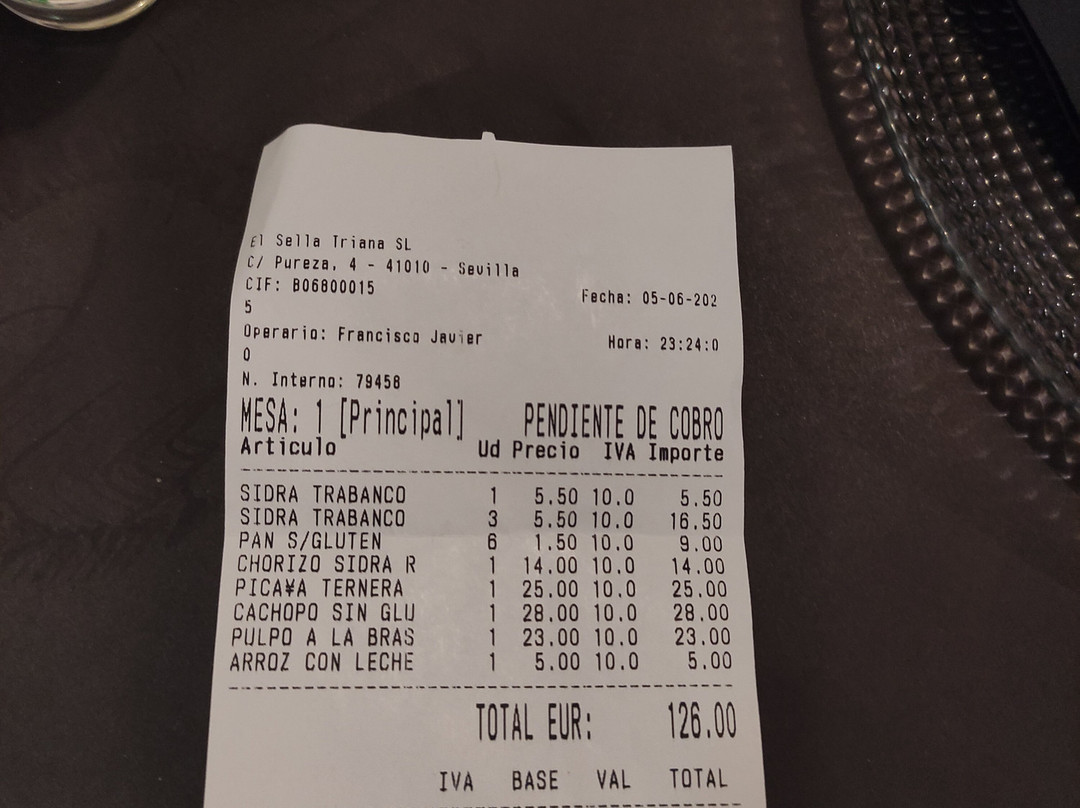 El Sella Triana SL
C/ Pureza, 4 - 41010 - Sevilla
CIF: B06800015 Fecha: 05-06-202
5
Operario: Francisco Javier Hora: 23:24:0
0
N. Interno: 79458
MESA: 1 [Principal] PENDIENTE DE COBRO
Articulo Ud Precio IVA Importe
SIDRA TRABANCO 1 5.50 10.0 5.50
SIDRA TRABANCO 3 5.50 10.0 16.50
PAN S/GLUTEN 6 1.50 10.0 9.00
CHORIZO SIDRA R 1 14.00 10.0 14.00
PICA¥A TERNERA 1 25.00 10.0 25.00
CACHOPO SIN GLU 1 28.00 10.0 28.00
PULPO A LA BRAS 1 23.00 10.0 23.00
ARROZ CON LECHE 1 5.00 10.0 5.00
TOTAL EUR: 126.00
IVA BASE VAL TOTAL